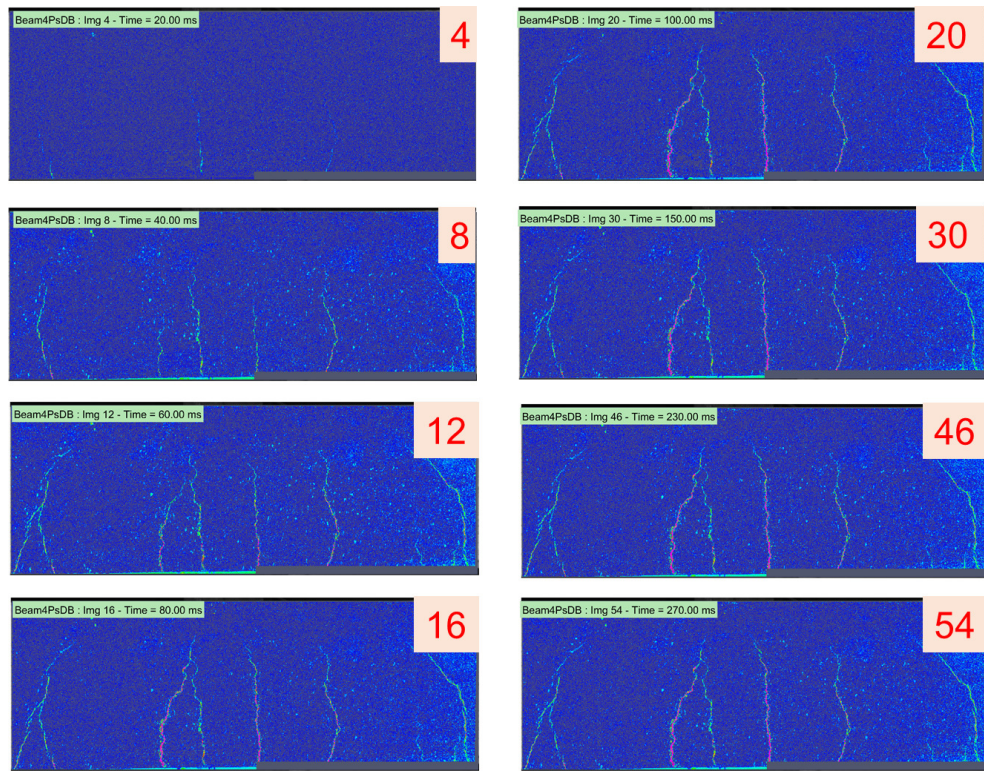 Beam4PsDB : Img 4 - Time = 20.00 ms
4
Beam4PsDB : Img 20 - Time = 100.00 ms
20
Beam4PsDB : Img 8 - Time = 40.00 ms
8
Beam4PsDB : Img 30 - Time = 150.00 ms
30
Beam4PsDB : Img 12 - Time = 60.00 ms
12
Beam4PsDB : Img 46 - Time = 230.00 ms
46
Beam4PsDB : Img 16 - Time = 80.00 ms
16
Beam4PsDB : Img 54 - Time = 270.00 ms
54